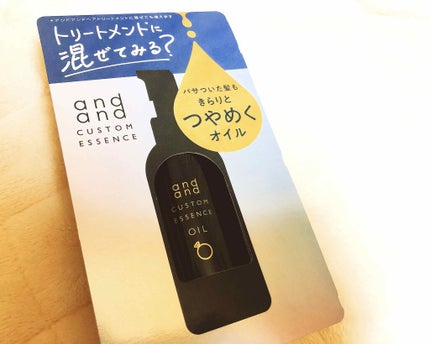 トリートメントに
混ぜてみる?
パサついた髪も
きらりと
つやめく
オイル
and
and
CUSTOM
ESSENCE
and
and
CUSTOM
ESSENCE
OIL